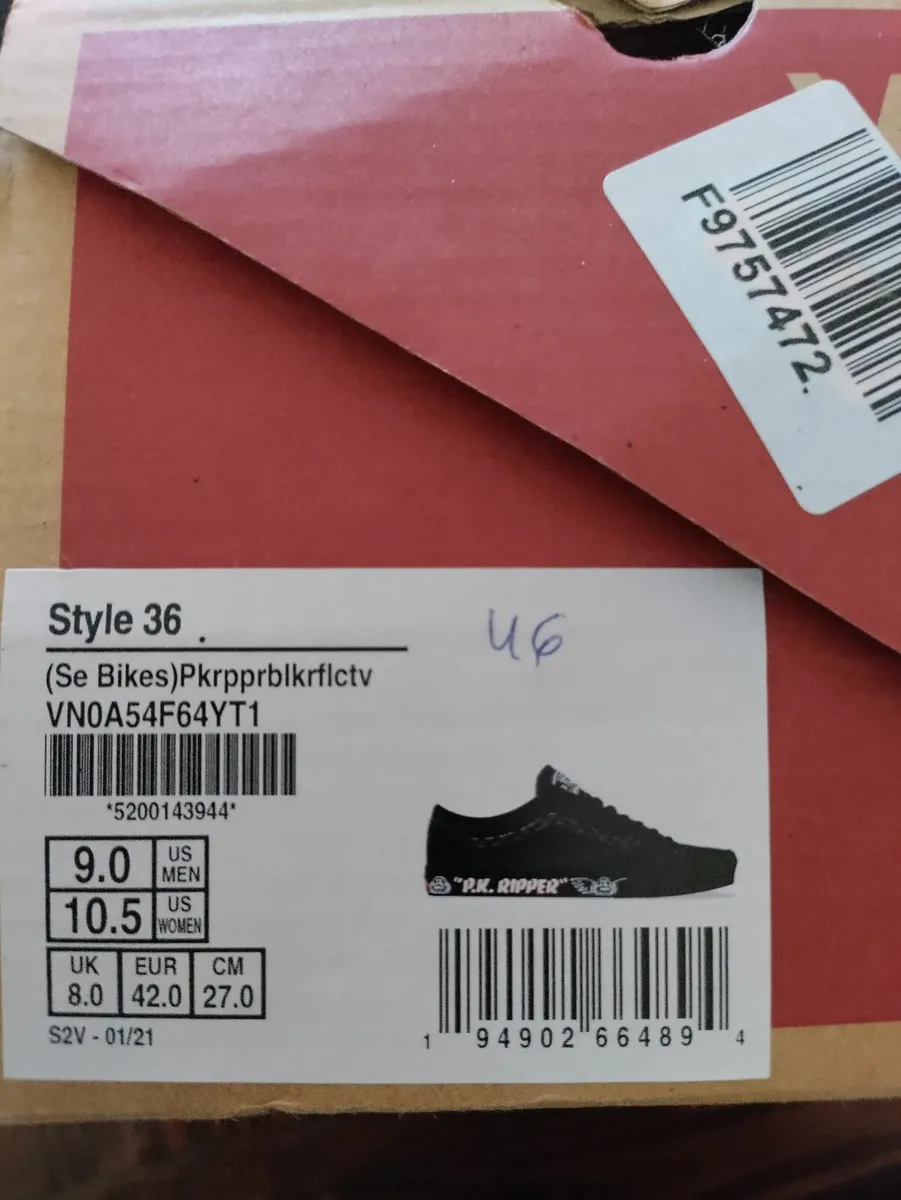 F9757472.
Style 36 .
46
(Se Bikes)Pkrpprblkrflctv
VN0A54F64YT1
*5200143944*
9.0 US MEN
10.5 US WOMEN
UK EUR CM
8.0 42.0 27.0
S2V - 01/21
"P.K. RIPPER"
1 94902 66489 4